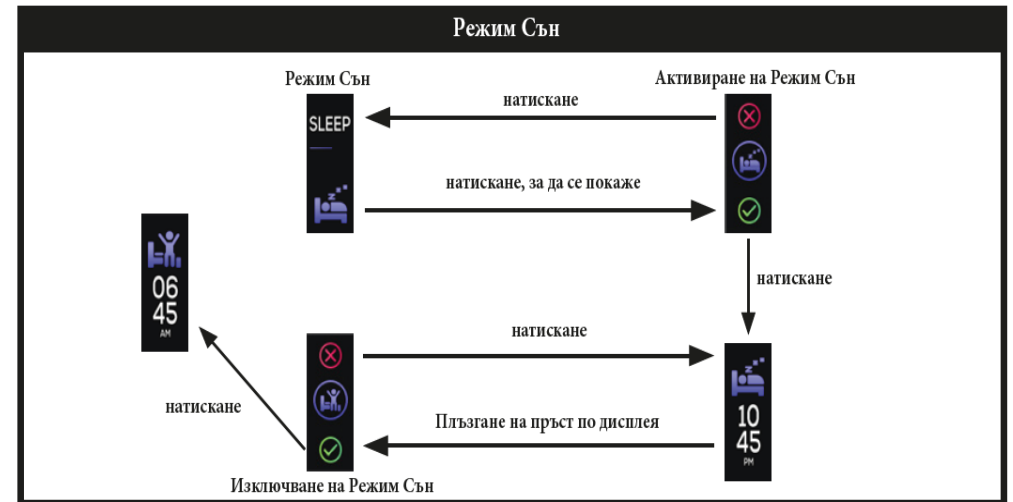 Режим Сън
Режим Сън
Активиране на Режим Сън
натискане
SLEEP
натискане, за да се покаже
натискане
06
45
AM
натискане
натискане
10
45
PM
Плъзгане на пръст по дисплея
Изключване на Режим Сън